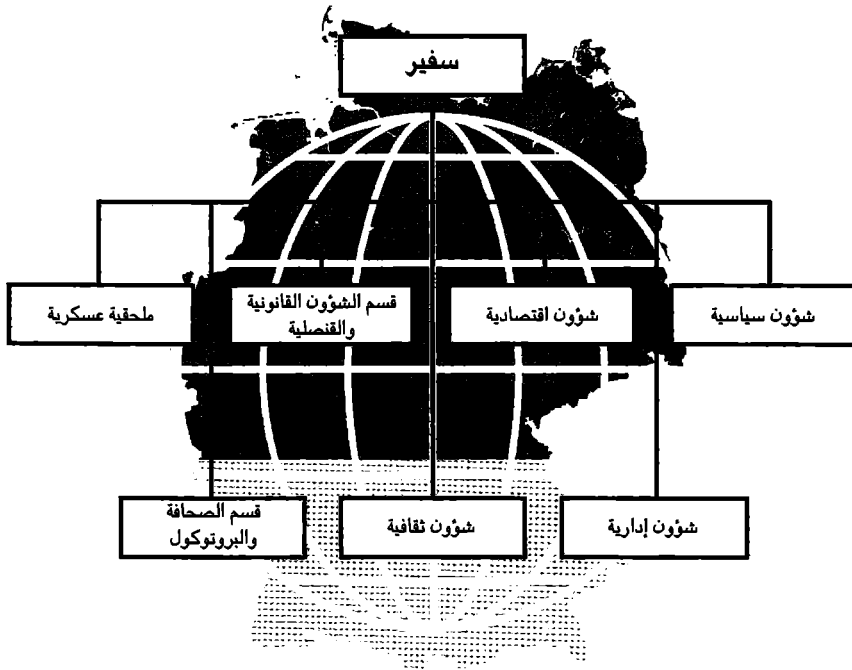 سفير
شؤون سياسية
شؤون اقتصادية
قسم الشؤون القانونية
والقنصلية
ملحقية عسكرية
شؤون إدارية
شؤون ثقافية
قسم الصحافة
والبروتوكول